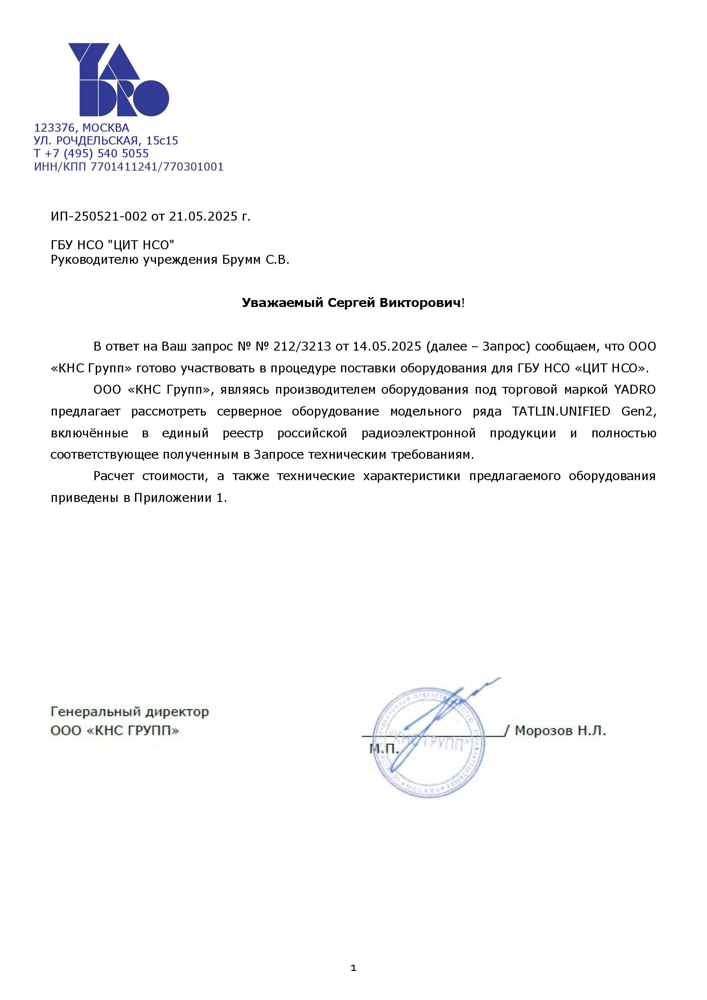 YADRO
123376, МОСКВА
УЛ. РОЧДЕЛЬСКАЯ, 15с15
Т +7 (495) 540 5055
ИНН/КПП 7701411241/770301001
ИП-250521-002 от 21.05.2025 г.
ГБУ НСО "ЦИТ НСО"
Руководителю учреждения Брумм С.В.
Уважаемый Сергей Викторович!
В ответ на Ваш запрос № № 212/3213 от 14.05.2025 (далее – Запрос) сообщаем, что ООО
«КНС Групп» готово участвовать в процедуре поставки оборудования для ГБУ НСО «ЦИТ НСО».
ООО «КНС Групп», являясь производителем оборудования под торговой маркой YADRO
предлагает рассмотреть серверное оборудование модельного ряда TATLIN.UNIFIED Gen2,
включённые в единый реестр российской радиоэлектронной продукции и полностью
соответствующее полученным в Запросе техническим требованиям.
Расчет стоимости, а также технические характеристики предлагаемого оборудования
приведены в Приложении 1.
Генеральный директор
ООО «КНС ГРУПП»
/ Морозов Н.Л.
М.П.
"КНС ГРУПП"
ОТВЕТСТВЕННОСТЬЮ
*МОСКВА*
1